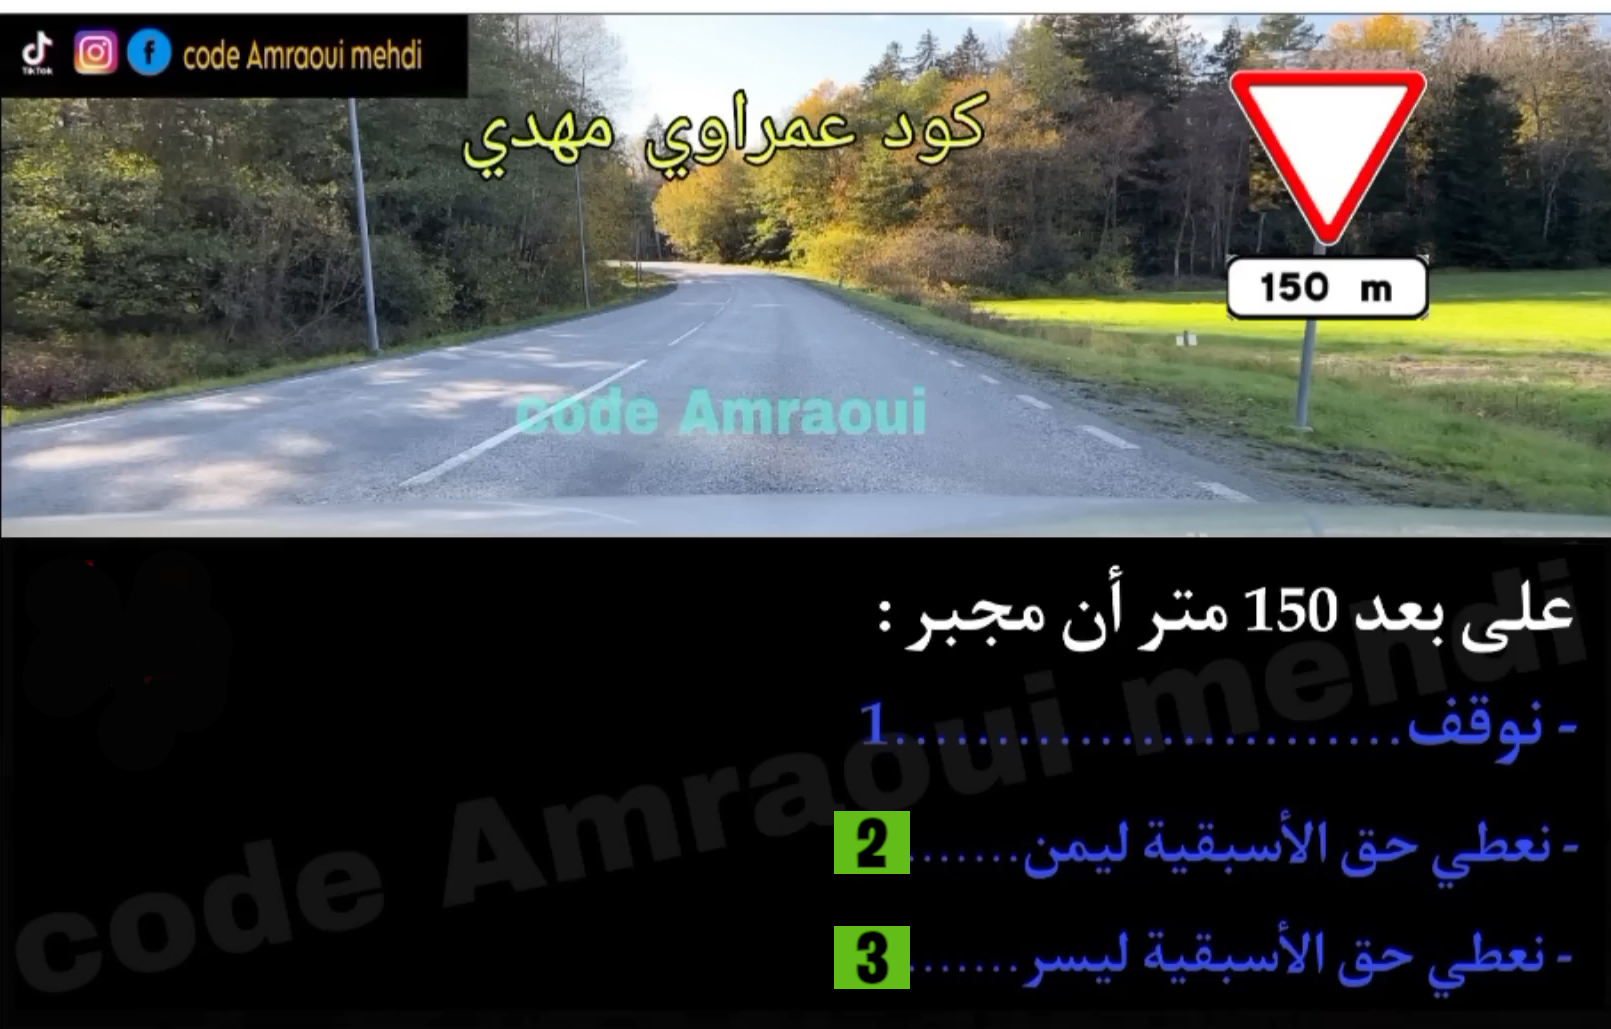 TikTok
code Amraoui mehdi
كود عمراوي مهدي
150 m
code Amraoui
على بعد 150 متر أن مجبر :
- نوقف..........................1
- نعطي حق الأسبقية ليمن.......2
- نعطي حق الأسبقية ليسر.......3
code Amraoui mehdi